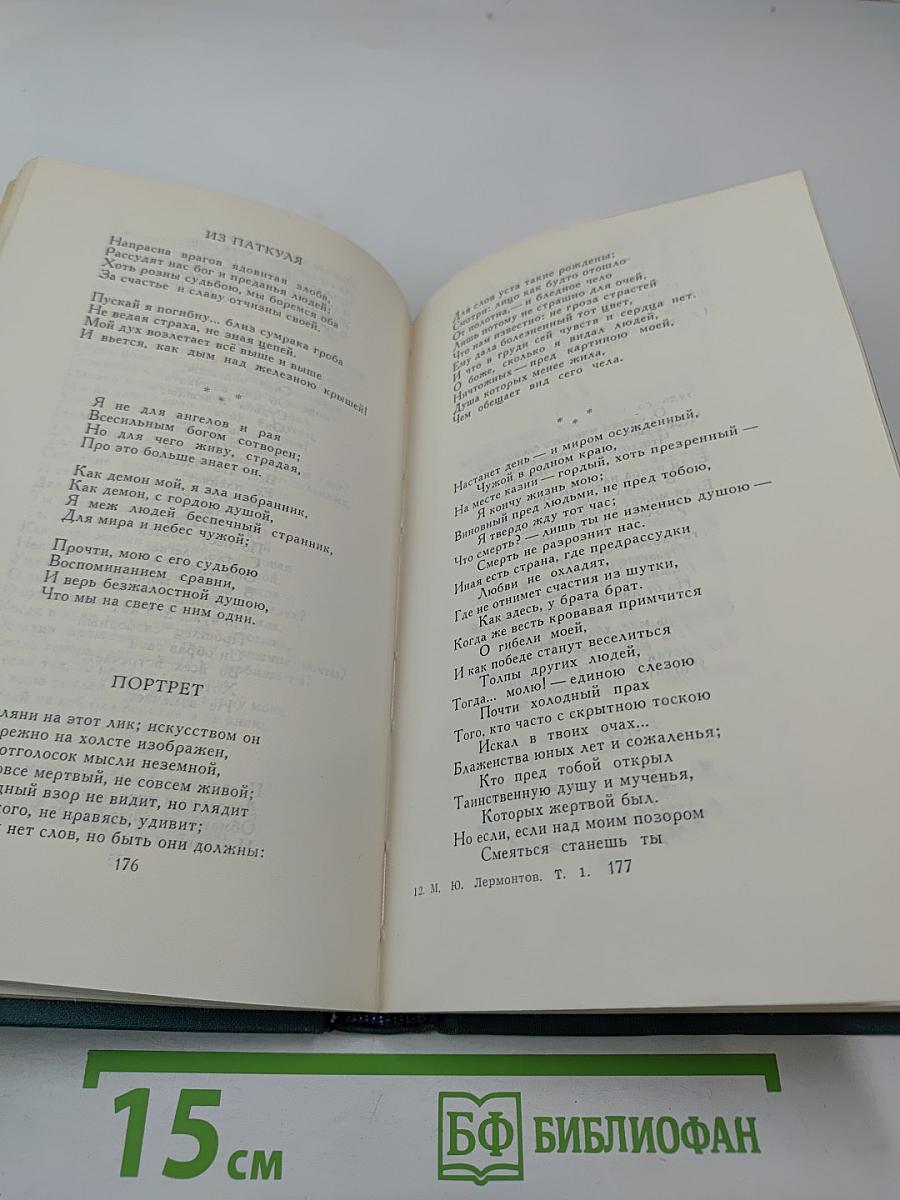 ИЗ ПАТКУЛЯ
Напрасна врагов ядовитая злоба,
Рассудят нас бог и преданья людей;
Хоть розны судьбою, мы боремся оба
За счастье и славу отчизны своей.
Пускай я погибну... близ сумрака гроба
Не ведая страха, не зная цепей.
Мой дух возлетает всё выше и выше
И вьется, как дым над железною крышей!
* * *
Я не для ангелов и рая
Всесильным богом сотворен;
Но для чего живу, страдая,
Про это больше знает он.
Как демон мой, я зла избранник,
Как демон, с гордою душой,
Я меж людей беспечный странник,
Для мира и небес чужой;
Прочти, мою с его судьбою
Воспоминанием сравни,
И верь безжалостной душою,
Что мы на свете с ним одни.
ПОРТРЕТ
ляни на этот лик; искусством он
режно на холсте изображен,
отголосок мысли неземной,
овсе мертвый, не совсем живой;
дный взор не видит, но глядит
кого, не нравясь, удивит;
нет слов, но быть они должны:
176
Для слов уста такие рождены;
Смотри: лицо как будто отошло
От полотна, — и бледное чело
Лишь потому не страшно для очей,
Что нам известно: не гроза страстей
Ему дала болезненный тот цвет,
И что в груди сей чувств и сердца нет.
О боже, сколько я видал людей,
Ничтожных — пред картиною моей,
Душа которых менее жила,
Чем обещает вид сего чела.
* * *
Настанет день — и миром осужденный,
Чужой в родном краю,
На месте казни — гордый, хоть презренный —
Я кончу жизнь мою;
Виновный пред людьми, не пред тобою,
Я твердо жду тот час;
Что смерть? — лишь ты не изменись душою —
Смерть не разрознит нас.
Иная есть страна, где предрассудки
Любви не охладят,
Где не отнимет счастия из шутки,
Как здесь, у брата брат.
Когда же весть кровавая примчится
О гибели моей,
И как победе станут веселиться
Толпы других людей,
Тогда... молю! — единою слезою
Почти холодный прах
Того, кто часто с скрытною тоскою
Искал в твоих очах...
Блаженства юных лет и сожаленья;
Кто пред тобой открыл
Таинственную душу и мученья,
Которых жертвой был.
Но если, если над моим позором
Смеяться станешь ты
12. М. Ю. Лермонтов. Т. 1. 177
15 см
БФ БИБЛИОФАН